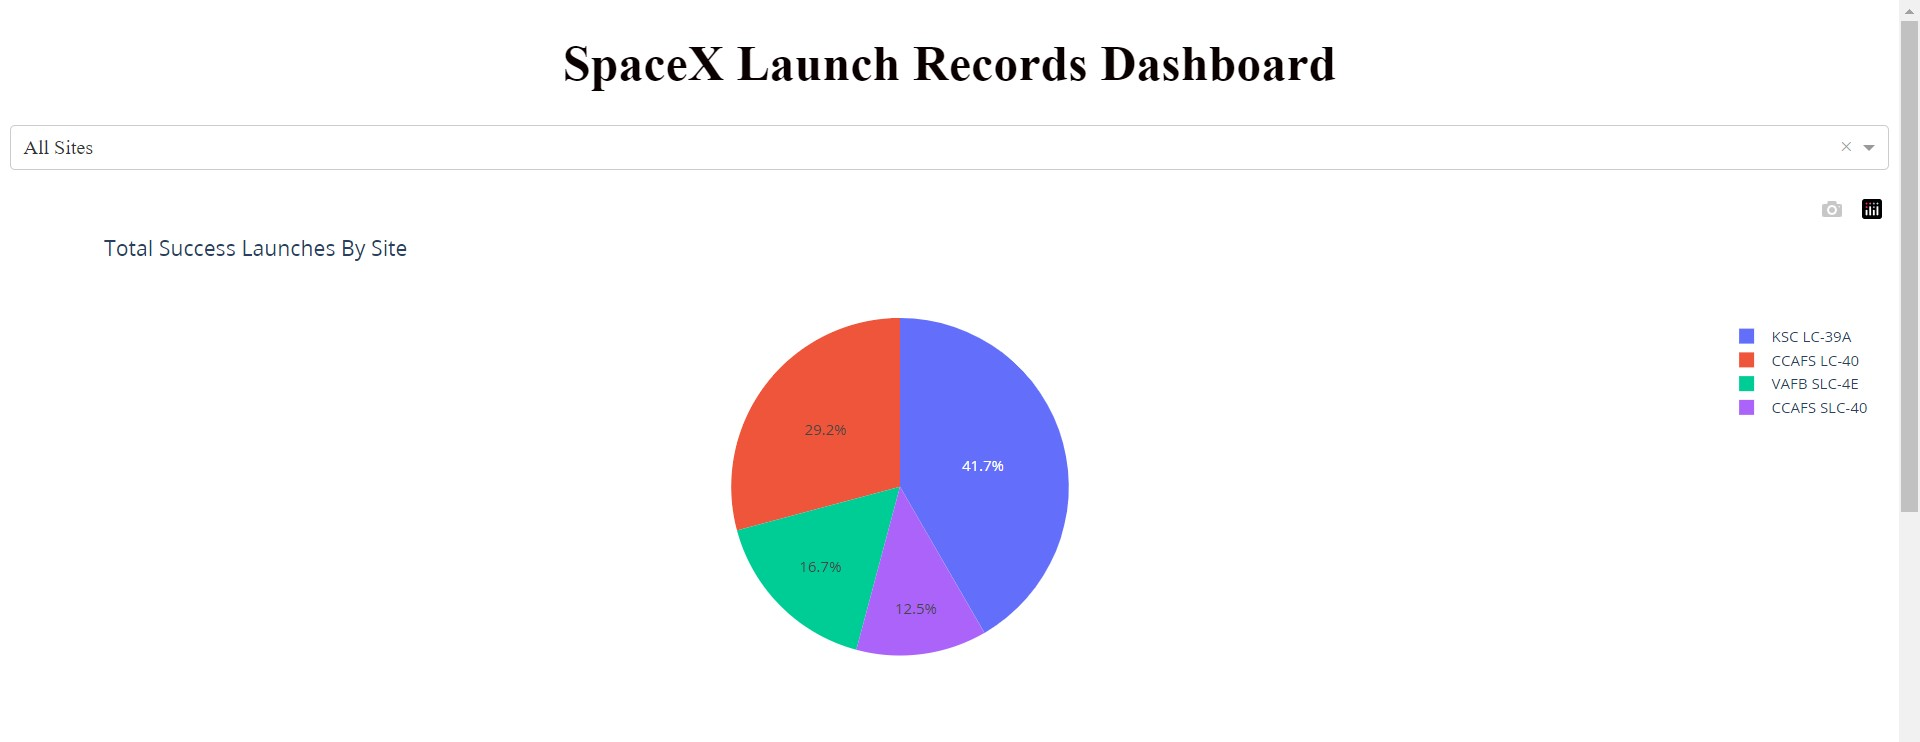 SpaceX Launch Records Dashboard
All Sites
Total Success Launches By Site
KSC LC-39A
CCAFS LC-40
VAFB SLC-4E
CCAFS SLC-40
29.2%
41.7%
16.7%
12.5%